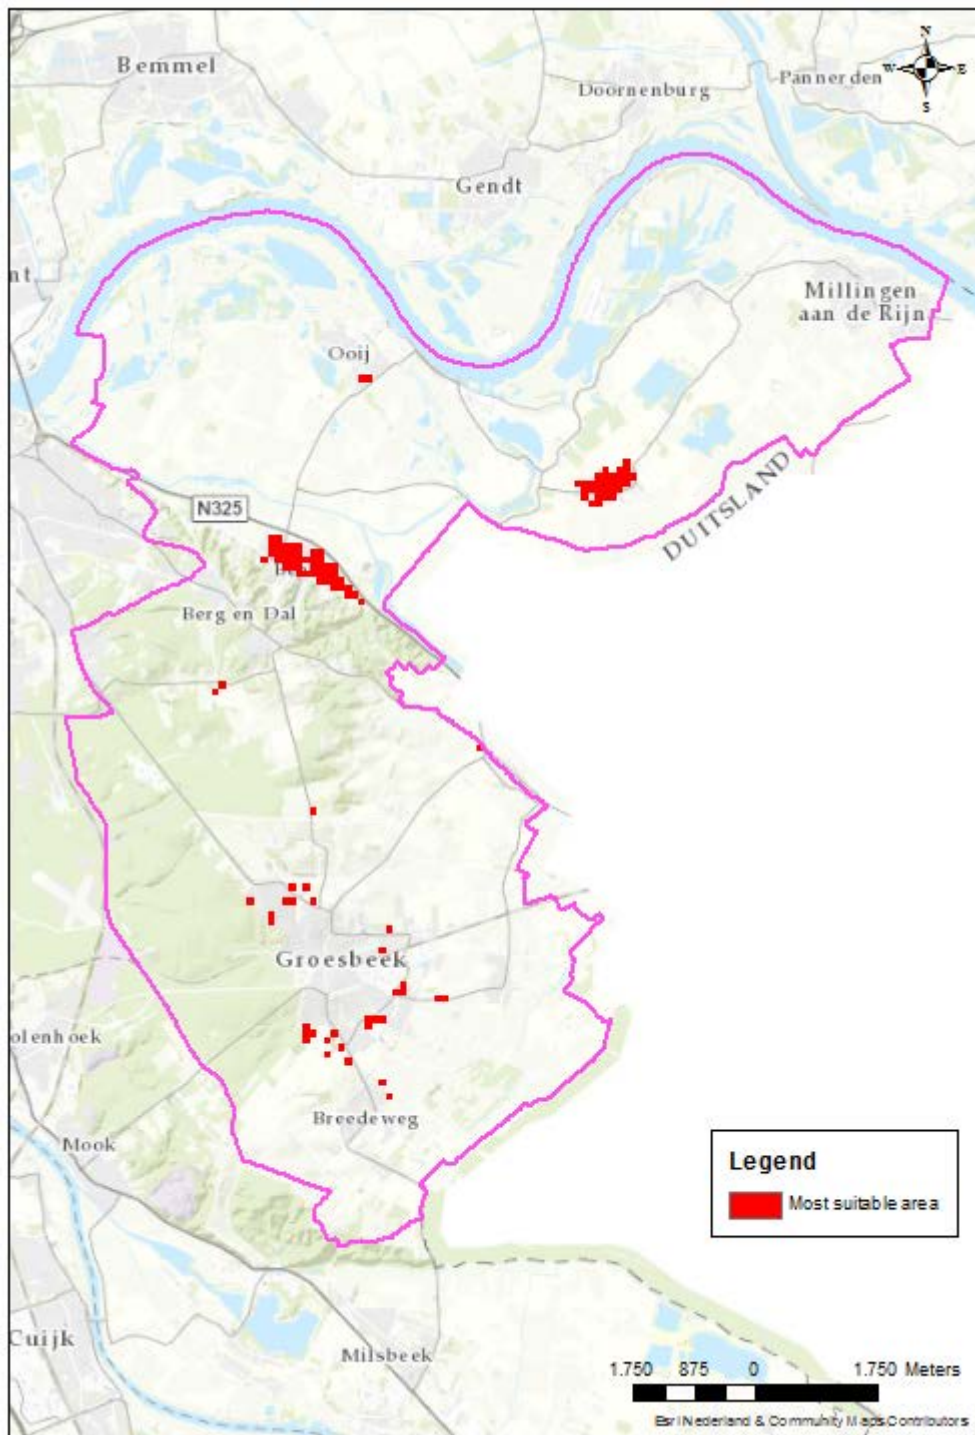 N
W E
S
Bemmel
Doornenburg
Pannerden
Gendt
nt
Millingen
aan de Rijn
Ooij
N325
DUITSLAND
Berg en Dal
Groesbeek
olenhoek
Breedeweg
Mook
Legend
Most suitable area
Cuijk
Milsbeek
1.750 875 0 1.750 Meters
Esri Nederland & Community Maps Contributors